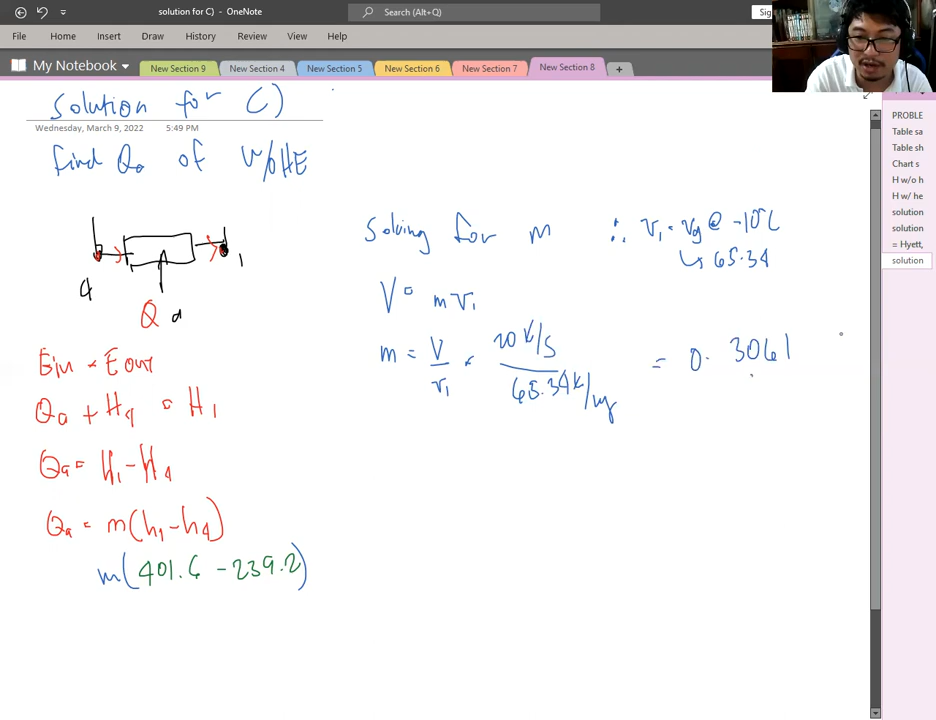 solution for C) - OneNote
Search (Alt+Q)
File Home Insert Draw History Review View Help
My Notebook
New Section 9
New Section 4
New Section 5
New Section 6
New Section 7
New Section 8
Solution for C)
Wednesday, March 9, 2022 5:49 PM
find Qa of w/o HE
4
1
Q a
Ein = Eout
Qa + H4 = H1
Qa = H1 - H4
Qa = m(h1 - h4)
m(401.6 - 239.2)
Solving for m
∴ v1 = vg @ -10°C
↳ 65.34
V = m v1
m = V / v1 = 20 L/s / 65.34 L/kg = 0.3061
PROBLE
Table sa
Table sh
Chart s
H w/o h
H w/ he
solution
solution
= Hyett,
solution